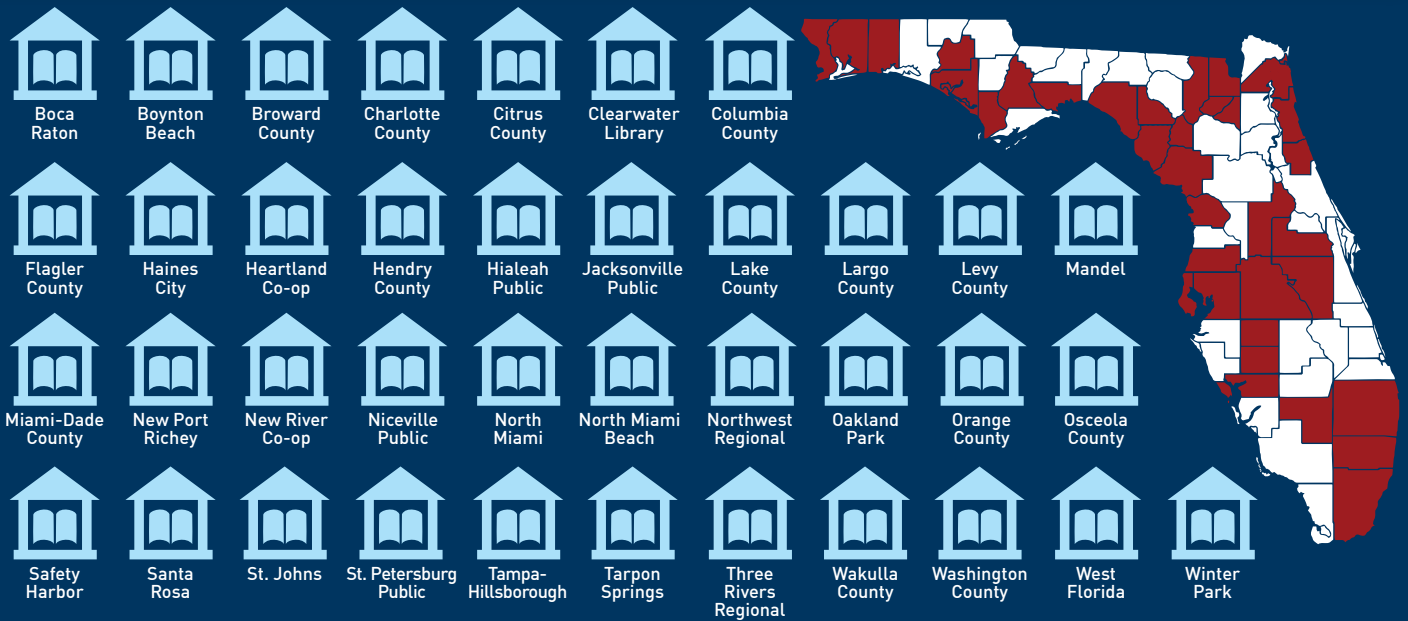 Boca
Raton
Boynton
Beach
Broward
County
Charlotte
County
Citrus
County
Clearwater
Library
Columbia
County
Flagler
County
Haines
City
Heartland
Co-op
Hendry
County
Hialeah
Public
Jacksonville
Public
Lake
County
Largo
County
Levy
County
Mandel
Miami-Dade
County
New Port
Richey
New River
Co-op
Niceville
Public
North
Miami
North Miami
Beach
Northwest
Regional
Oakland
Park
Orange
County
Osceola
County
Safety
Harbor
Santa
Rosa
St. Johns
St. Petersburg
Public
Tampa-
Hillsborough
Tarpon
Springs
Three
Rivers
Regional
Wakulla
County
Washington
County
West
Florida
Winter
Park